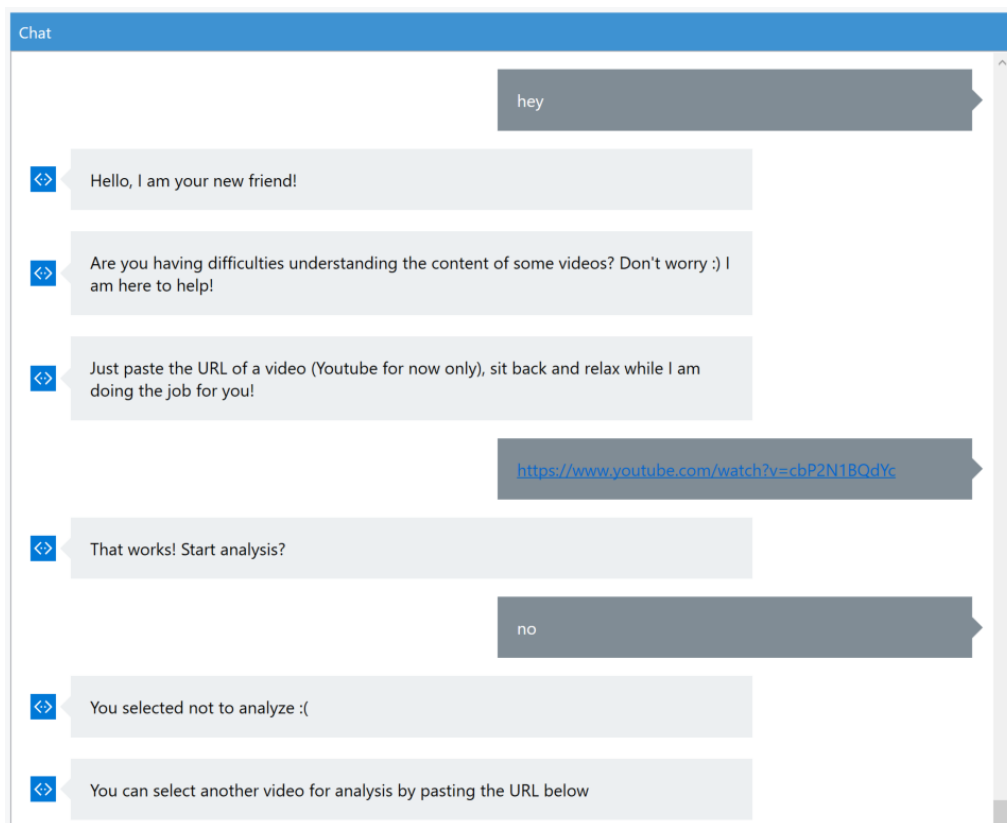 Chat
hey
Hello, I am your new friend!
Are you having difficulties understanding the content of some videos? Don't worry :) I
am here to help!
Just paste the URL of a video (Youtube for now only), sit back and relax while I am
doing the job for you!
https://www.youtube.com/watch?v=cbP2N1BQdYc
That works! Start analysis?
no
You selected not to analyze :(
You can select another video for analysis by pasting the URL below